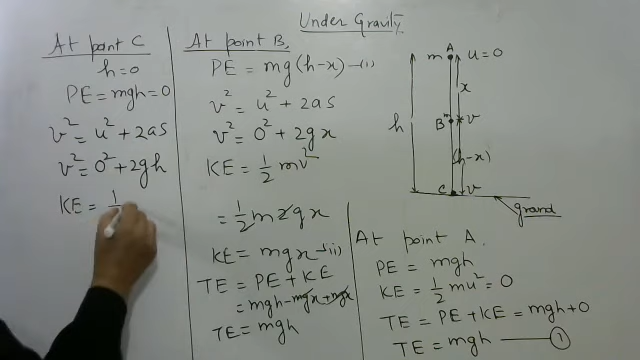 Under Gravity
At point C
h=0
PE = mgh = 0
v² = u² + 2as
v² = 0² + 2gh
KE = 1
At point B.
PE = mg(h-x) —(i)
v² = u² + 2as
v² = 0² + 2gx
KE = 1/2 mv²
= 1/2 m 2gx
KE = mgx —(ii)
TE = PE + KE
= mgh - mgx + mgx
TE = mgh
m A u = 0
x
h B m v
(h-x)
C v
grand
At point A.
PE = mgh
KE = 1/2 mu² = 0
TE = PE + KE = mgh + 0
TE = mgh —— ①